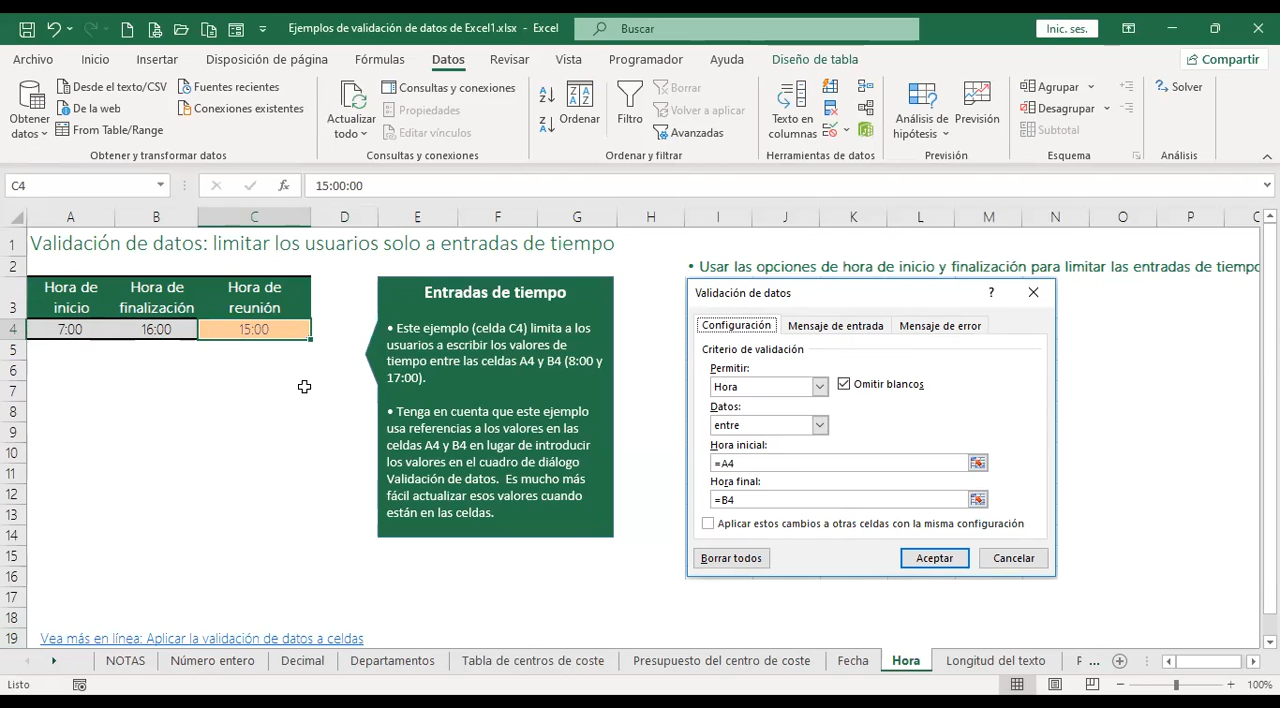 Ejemplos de validación de datos de Excel1.xlsx - Excel
Buscar
Inic. ses.
Archivo Inicio Insertar Disposición de página Fórmulas Datos Revisar Vista Programador Ayuda Diseño de tabla Compartir
Obtener datos
Desde el texto/CSV
De la web
From Table/Range
Fuentes recientes
Conexiones existentes
Obtener y transformar datos
Actualizar todo
Consultas y conexiones
Propiedades
Editar vínculos
Consultas y conexiones
Ordenar
Filtro
Borrar
Volver a aplicar
Avanzadas
Ordenar y filtrar
Texto en columnas
Herramientas de datos
Análisis de hipótesis
Previsión
Previsión
Agrupar
Desagrupar
Subtotal
Esquema
Solver
Análisis
C4
fx
15:00:00
A B C D E F G H I J K L M N O P
1 Validación de datos: limitar los usuarios solo a entradas de tiempo
2 • Usar las opciones de hora de inicio y finalización para limitar las entradas de tiempo
3 Hora de inicio Hora de finalización Hora de reunión
4 7:00 16:00 15:00
5
6
7
8
9
10
11
12
13
14
15
16
17
18
19 Vea más en línea: Aplicar la validación de datos a celdas
Entradas de tiempo
• Este ejemplo (celda C4) limita a los
usuarios a escribir los valores de
tiempo entre las celdas A4 y B4 (8:00 y
17:00).
• Tenga en cuenta que este ejemplo
usa referencias a los valores en las
celdas A4 y B4 en lugar de introducir
los valores en el cuadro de diálogo
Validación de datos. Es mucho más
fácil actualizar esos valores cuando
están en las celdas.
Validación de datos ?
Configuración Mensaje de entrada Mensaje de error
Criterio de validación
Permitir:
Hora
Omitir blancos
Datos:
entre
Hora inicial:
=A4
Hora final:
=B4
Aplicar estos cambios a otras celdas con la misma configuración
Borrar todos Aceptar Cancelar
NOTAS Número entero Decimal Departamentos Tabla de centros de coste Presupuesto del centro de coste Fecha Hora Longitud del texto ...
Listo
100%